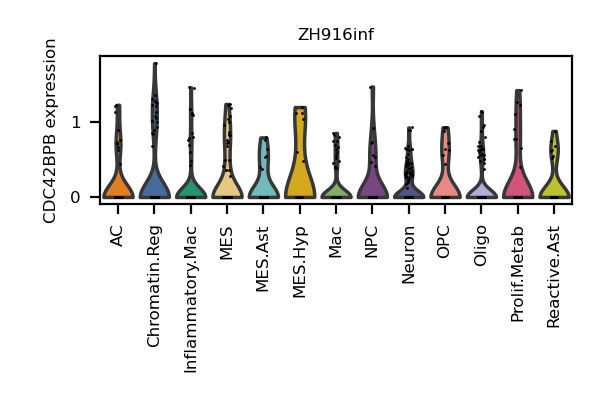 ZH916inf
CDC42BPB expression
1
0
AC
Chromatin.Reg
Inflammatory.Mac
MES
MES.Ast
MES.Hyp
Mac
NPC
Neuron
OPC
Oligo
Prolif.Metab
Reactive.Ast